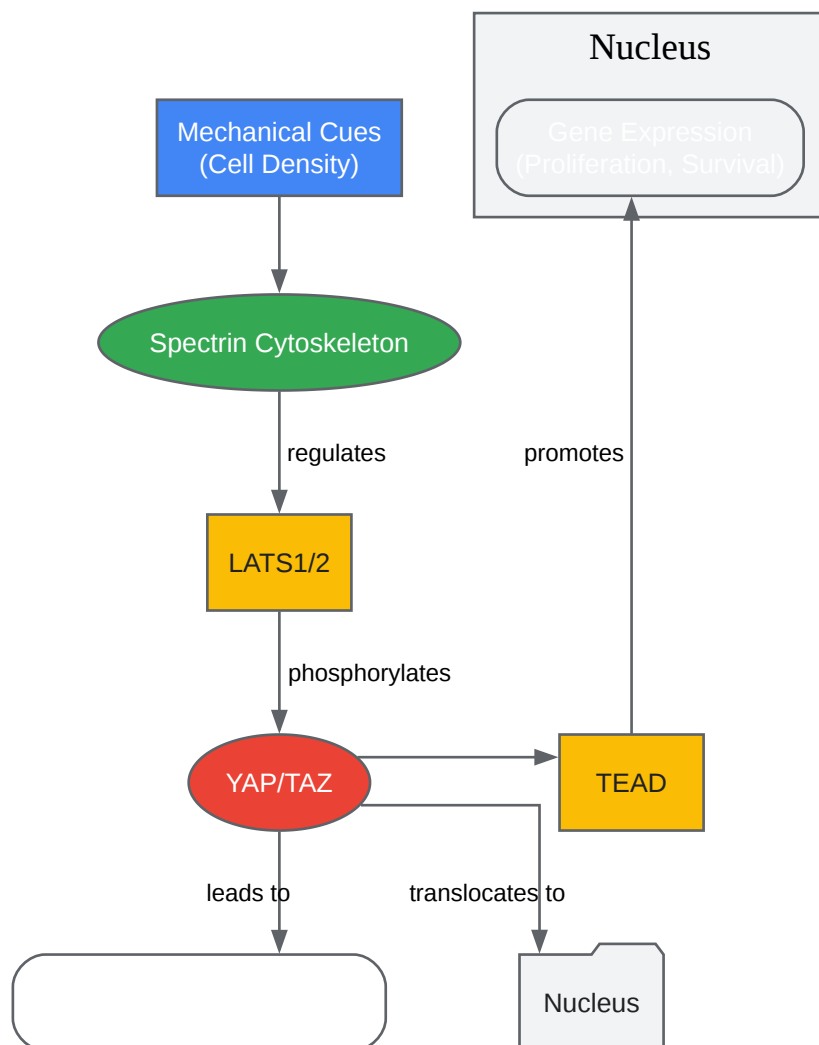 Nucleus
Mechanical Cues
(Cell Density)
Gene Expression
(Proliferation, Survival)
Spectrin Cytoskeleton
regulates
promotes
LATS1/2
phosphorylates
YAP/TAZ
TEAD
leads to
translocates to
Nucleus